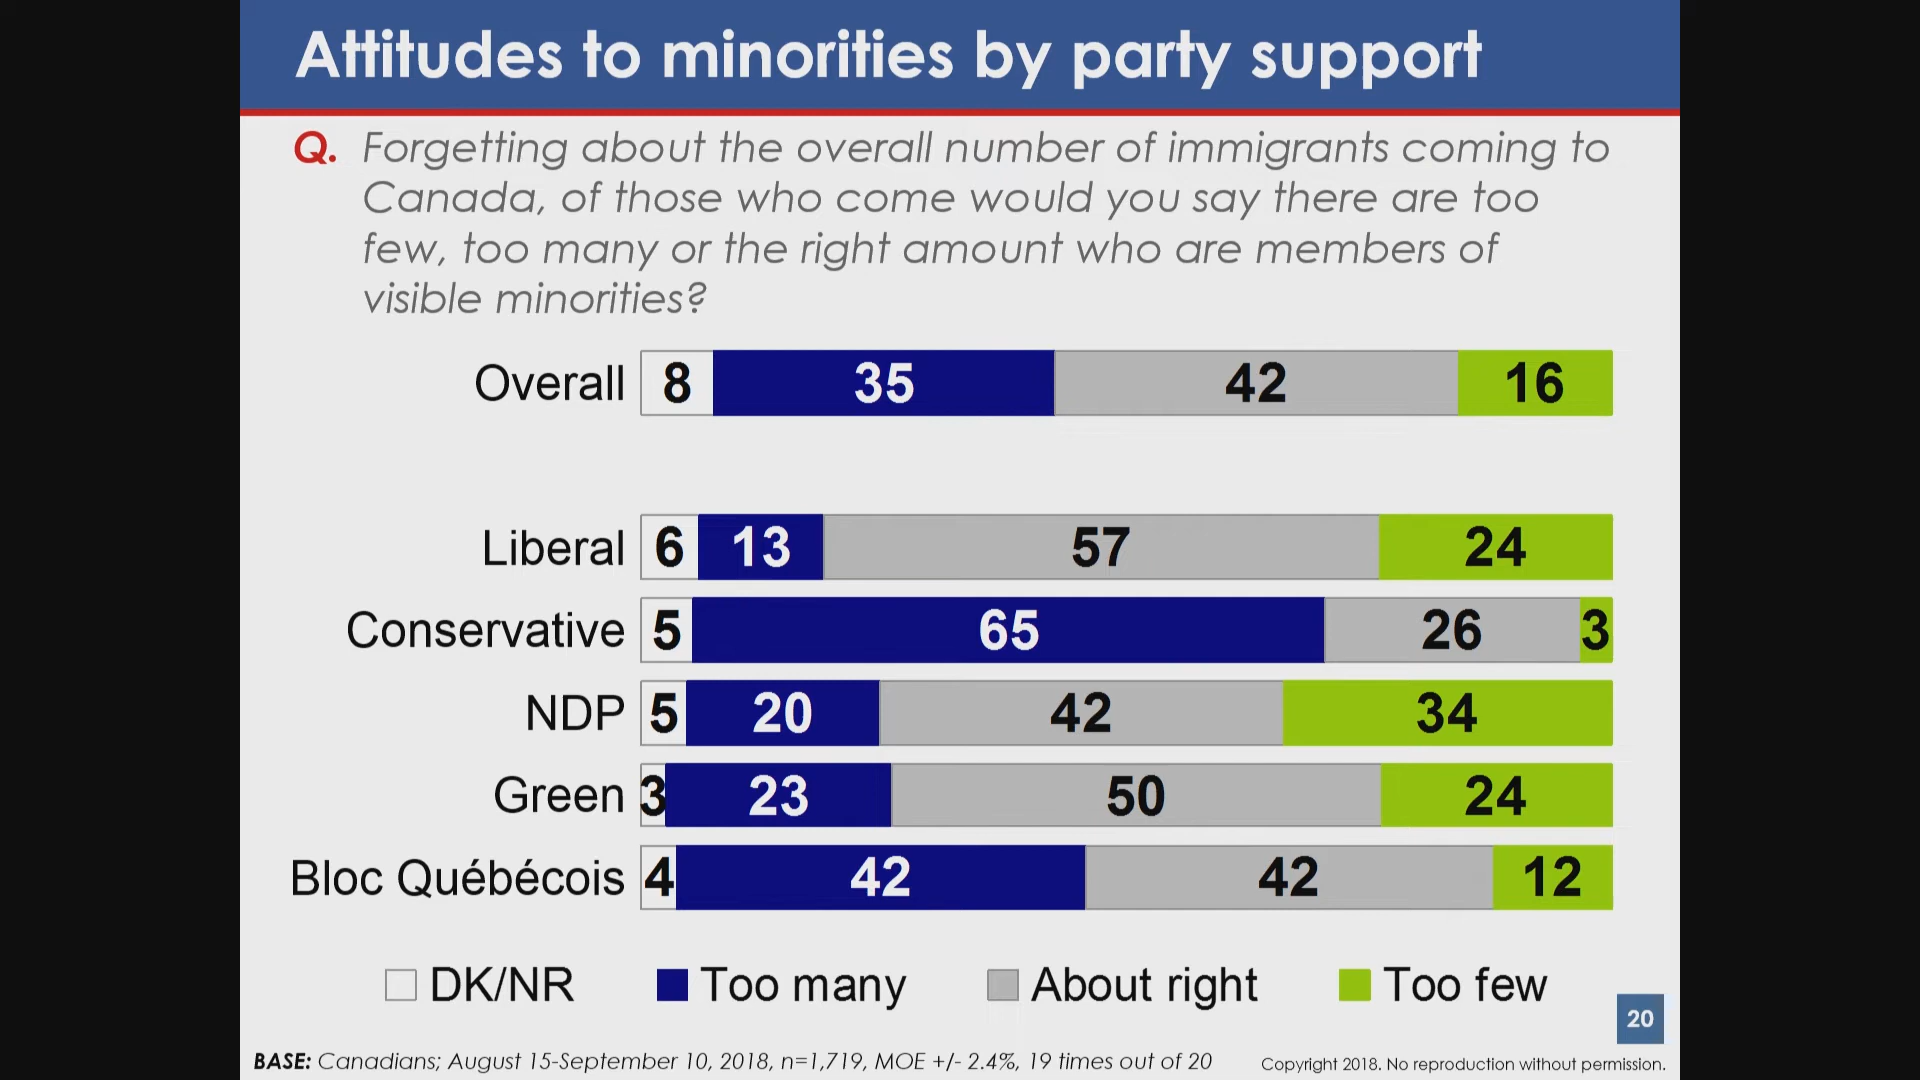 Attitudes to minorities by party support
Q. Forgetting about the overall number of immigrants coming to
Canada, of those who come would you say there are too
few, too many or the right amount who are members of
visible minorities?
Overall 8 35 42 16
Liberal 6 13 57 24
Conservative 5 65 26 3
NDP 5 20 42 34
Green 3 23 50 24
Bloc Québécois 4 42 42 12
DK/NR Too many About right Too few
20
BASE: Canadians; August 15-September 10, 2018, n=1,719, MOE +/- 2.4%, 19 times out of 20
Copyright 2018. No reproduction without permission.